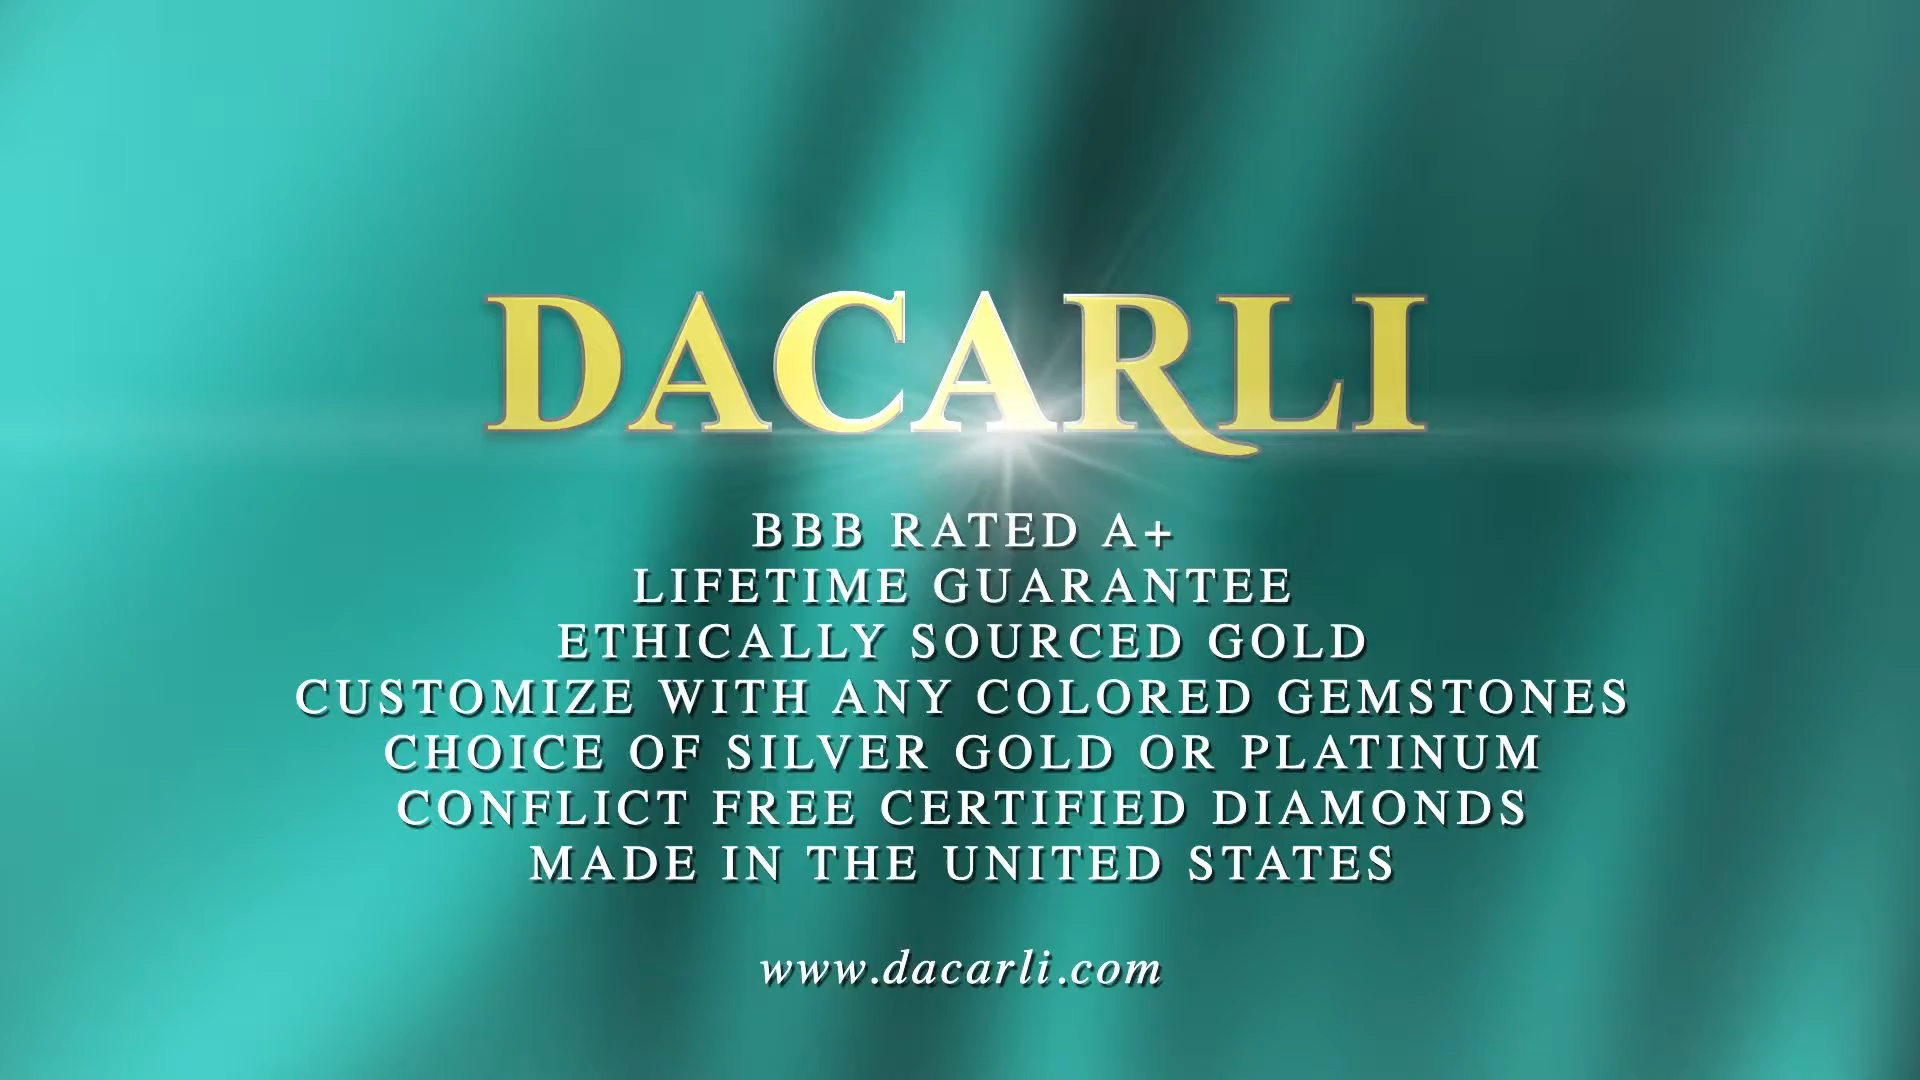 DACARLI
BBB RATED A+
LIFETIME GUARANTEE
ETHICALLY SOURCED GOLD
CUSTOMIZE WITH ANY COLORED GEMSTONES
CHOICE OF SILVER GOLD OR PLATINUM
CONFLICT FREE CERTIFIED DIAMONDS
MADE IN THE UNITED STATES
www.dacarli.com